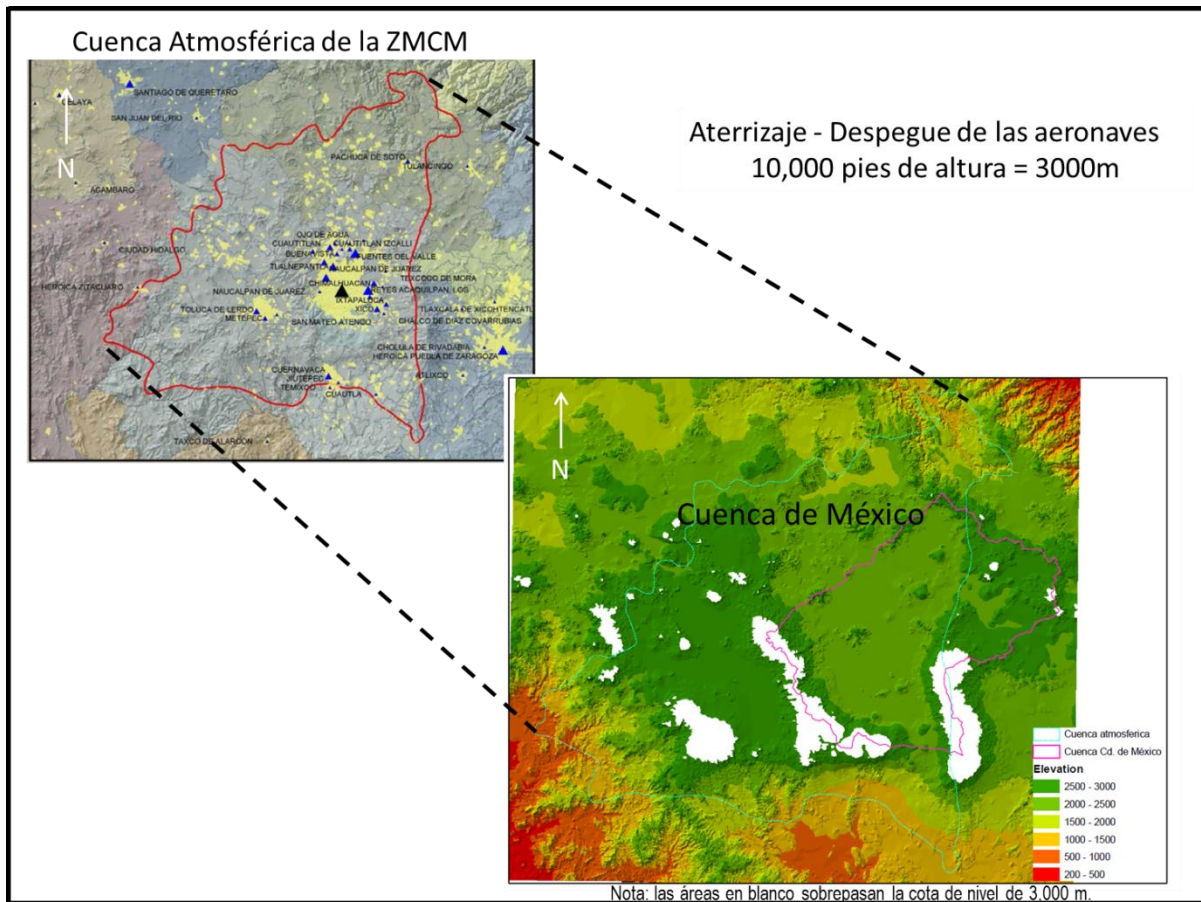 Cuenca Atmosférica de la ZMCM
SANTIAGO DE QUERETARO
CELAYA
SAN JUAN DEL RIO
N
PACHUCA DE SOTO
TULANCINGO
ACAMBARO
OJO DE AGUA
CUAUTITLAN
CUAUTITLAN IZCALLI
CIUDAD HIDALGO
BUENAVISTA
FUENTES DEL VALLE
TLALNEPANTO
NAUCALPAN DE JUAREZ
TEXCOCO DE MORA
HEROICA ZITACUARO
CHIMALHUACAN
NAUCALPAN DE JUAREZ
REYES ACAQUILPAN, LOS
IXTAPALUCA
TOLUCA DE LERDO
XICO
TLAXCALA DE XICOHTENCATL
METEPEC
SAN MATEO ATENGO
CHALCO DE DIAZ COVARRUBIAS
CHOLULA DE RIVADABIA
HEROICA PUEBLA DE ZARAGOZA
CUERNAVACA
JIUTEPEC
ATLIXCO
TEMIXCO
CUAUTLA
TAXCO DE ALARCON
Aterrizaje - Despegue de las aeronaves
10,000 pies de altura = 3000m
N
Cuenca de México
Cuenca atmosferica
Cuenca Cd. de México
Elevation
2500 - 3000
2000 - 2500
1500 - 2000
1000 - 1500
500 - 1000
200 - 500
Nota: las áreas en blanco sobrepasan la cota de nivel de 3,000 m.